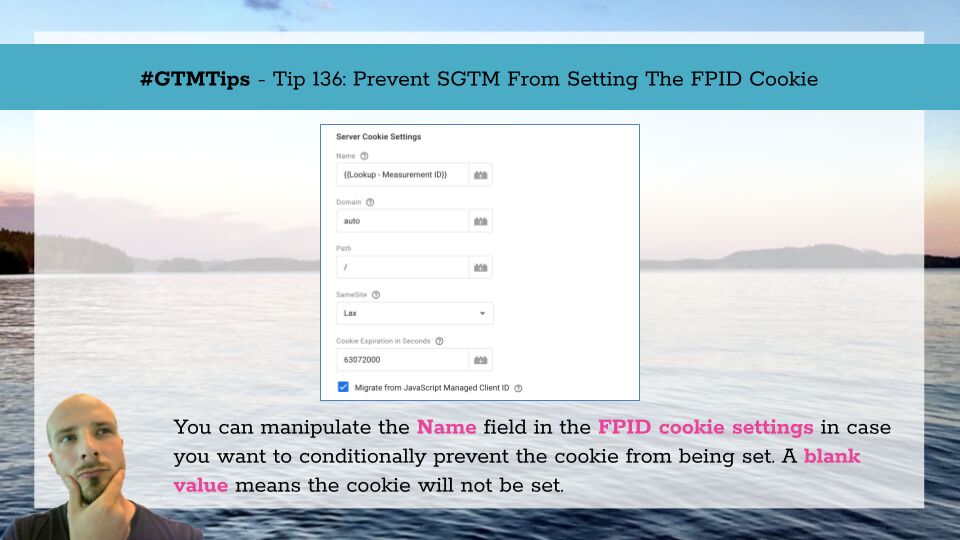 #GTMTips - Tip 136: Prevent SGTM From Setting The FPID Cookie
Server Cookie Settings
Name
{{Lookup - Measurement ID}}
Domain
auto
Path
/
SameSite
Lax
Cookie Expiration in Seconds
63072000
Migrate from JavaScript Managed Client ID
You can manipulate the Name field in the FPID cookie settings in case
you want to conditionally prevent the cookie from being set. A blank
value means the cookie will not be set.